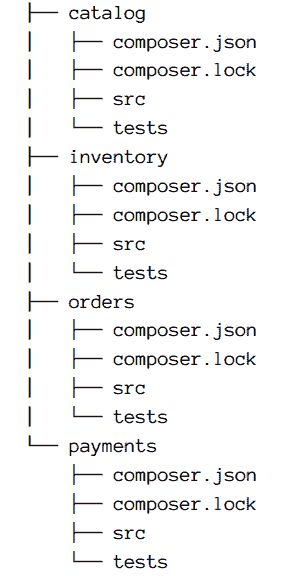 ├── catalog
│   ├── composer.json
│   ├── composer.lock
│   ├── src
│   └── tests
├── inventory
│   ├── composer.json
│   ├── composer.lock
│   ├── src
│   └── tests
├── orders
│   ├── composer.json
│   ├── composer.lock
│   ├── src
│   └── tests
└── payments
    ├── composer.json
    ├── composer.lock
    ├── src
    └── tests